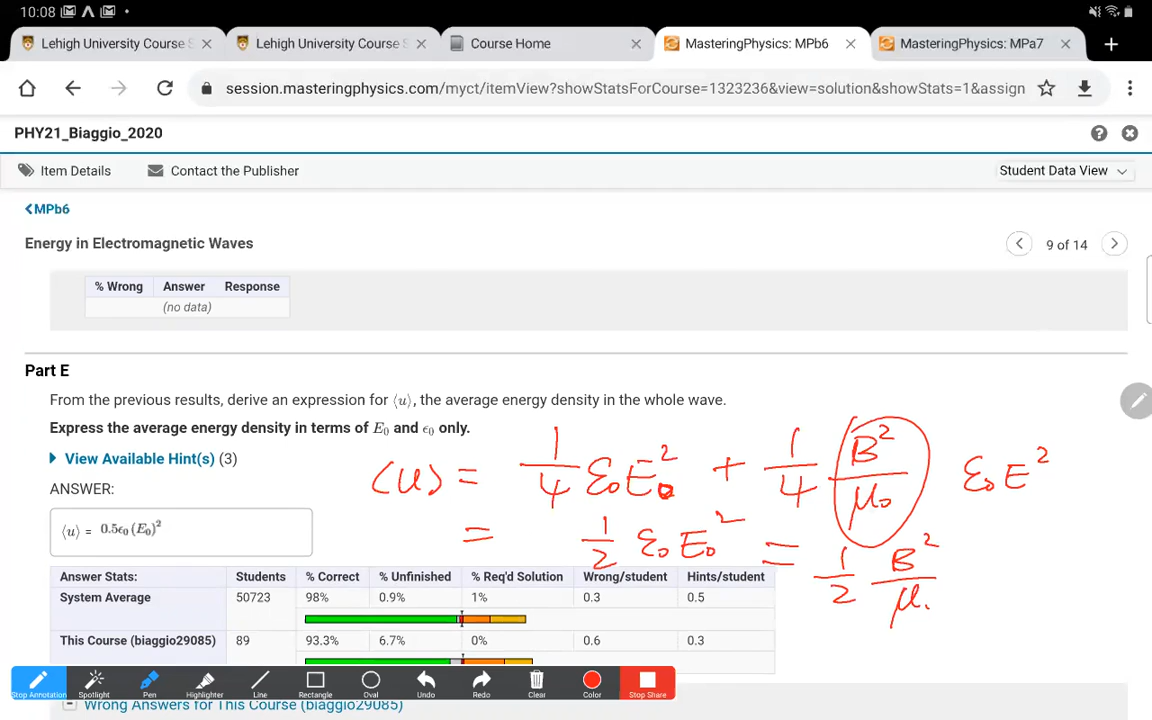 10:08
Lehigh University Course S
Lehigh University Course S
Course Home
MasteringPhysics: MPb6
MasteringPhysics: MPa7
session.masteringphysics.com/myct/itemView?showStatsForCourse=1323236&view=solution&showStats=1&assign
PHY21_Biaggio_2020
Item Details
Contact the Publisher
Student Data View
MPb6
Energy in Electromagnetic Waves
9 of 14
% Wrong Answer Response
(no data)
Part E
From the previous results, derive an expression for ⟨u⟩, the average energy density in the whole wave.
Express the average energy density in terms of E₀ and ϵ₀ only.
View Available Hint(s) (3)
⟨u⟩ = 1/4 ε₀E₀² + 1/4 B²/μ₀ ε₀E²
ANSWER:
= 1/2 ε₀E₀² = 1/2 B²/μ₀
⟨u⟩ = 0.5ϵ₀(E₀)²
Answer Stats: Students % Correct % Unfinished % Req'd Solution Wrong/student Hints/student
System Average 50723 98% 0.9% 1% 0.3 0.5
This Course (biaggio29085) 89 93.3% 6.7% 0% 0.6 0.3
Stop Annotation Spotlight Pen Highlighter Line Rectangle Oval Undo Redo Clear Color Stop Share
Wrong Answers for This Course (biaggio29085)